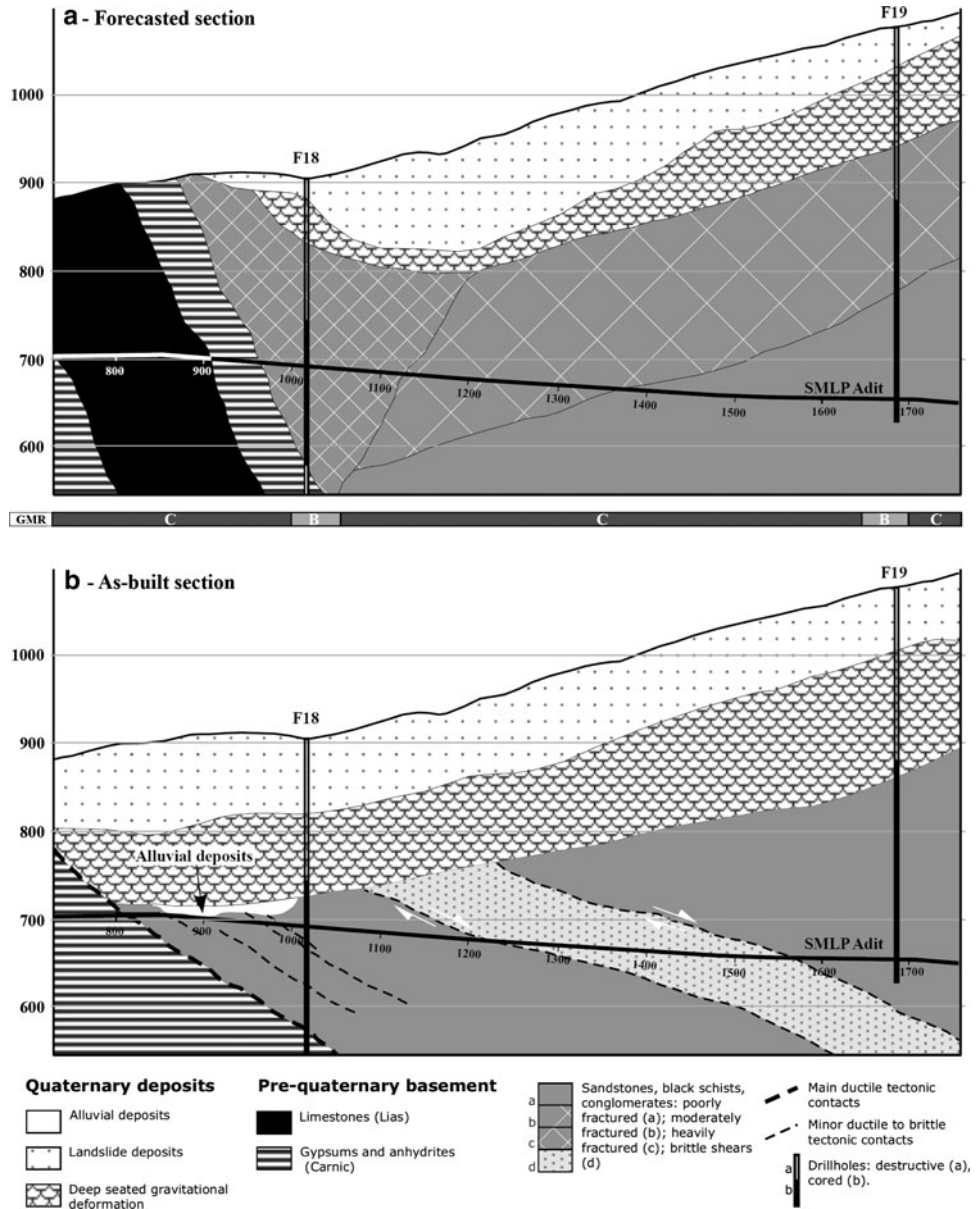 a - Forecasted section
F19
F18
1000
900
800
700
600
800
900
1000
1100
1200
1300
1400
1500
1600
1700
SMLP Adit
GMR C B C B C
b - As-built section
F19
F18
1000
900
800
700
600
Alluvial deposits
800
900
1000
1100
1200
1300
1400
1500
1600
1700
SMLP Adit
Quaternary deposits
Alluvial deposits
Landslide deposits
Deep seated gravitational
deformation
Pre-quaternary basement
Limestones (Lias)
Gypsums and anhydrites
(Carnic)
a
b
c
d
Sandstones, black schists,
conglomerates: poorly
fractured (a); moderately
fractured (b); heavily
fractured (c); brittle shears
(d)
Main ductile tectonic
contacts
Minor ductile to brittle
tectonic contacts
a
b
Drillholes: destructive (a),
cored (b).